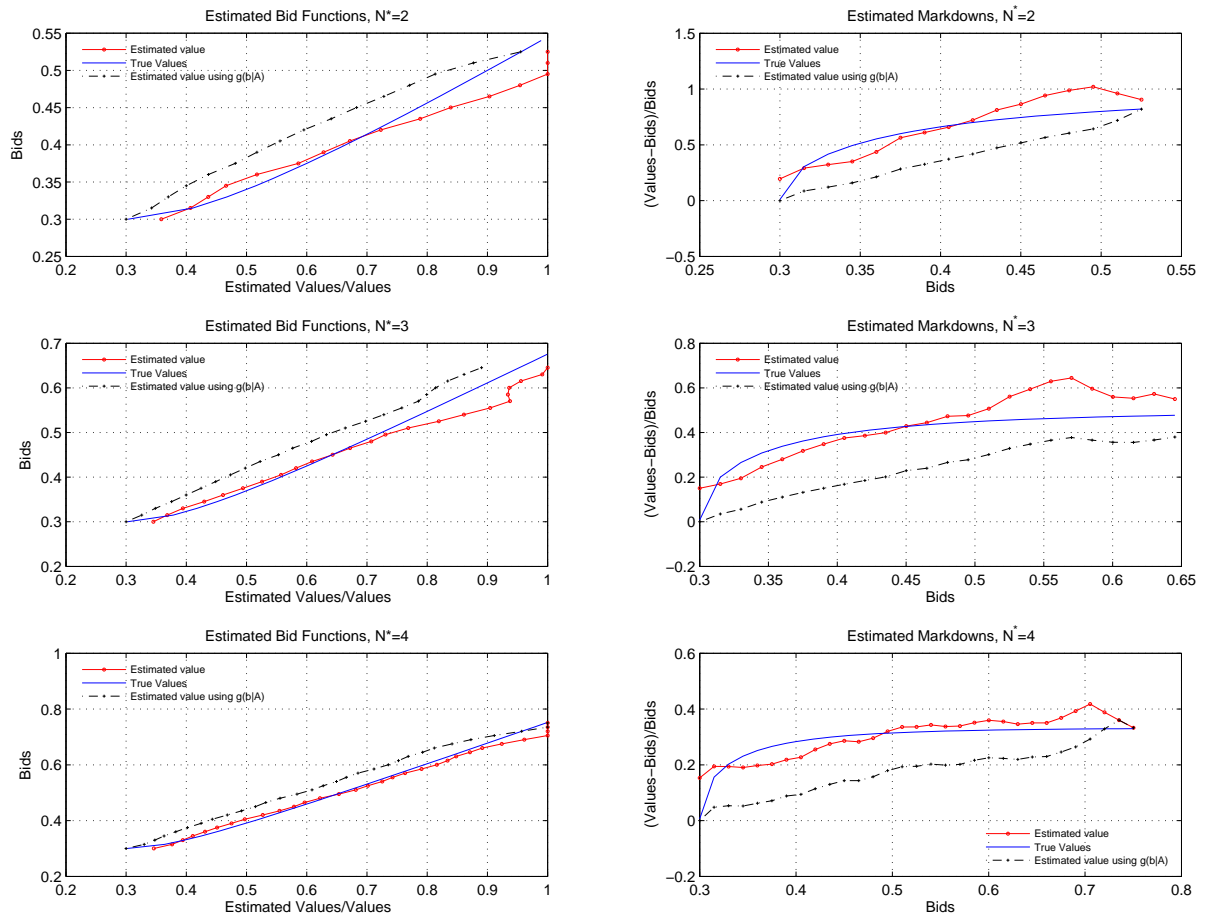 Estimated Bid Functions, N*=2
0.55
0.5
0.45
0.4
0.35
0.3
0.25
Bids
Estimated value
True Values
Estimated value using g(b|A)
0.2 0.3 0.4 0.5 0.6 0.7 0.8 0.9 1
Estimated Values/Values
Estimated Markdowns, N*=2
1.5
1
0.5
0
−0.5
(Values−Bids)/Bids
Estimated value
True Values
Estimated value using g(b|A)
0.25 0.3 0.35 0.4 0.45 0.5 0.55
Bids
Estimated Bid Functions, N*=3
0.7
0.6
0.5
0.4
0.3
0.2
Bids
Estimated value
True Values
Estimated value using g(b|A)
0.2 0.3 0.4 0.5 0.6 0.7 0.8 0.9 1
Estimated Values/Values
Estimated Markdowns, N*=3
0.8
0.6
0.4
0.2
0
−0.2
(Values−Bids)/Bids
Estimated value
True Values
Estimated value using g(b|A)
0.3 0.35 0.4 0.45 0.5 0.55 0.6 0.65
Bids
Estimated Bid Functions, N*=4
1
0.8
0.6
0.4
0.2
Bids
Estimated value
True Values
Estimated value using g(b|A)
0.2 0.3 0.4 0.5 0.6 0.7 0.8 0.9 1
Estimated Values/Values
Estimated Markdowns, N*=4
0.6
0.4
0.2
0
−0.2
(Values−Bids)/Bids
Estimated value
True Values
Estimated value using g(b|A)
0.3 0.4 0.5 0.6 0.7 0.8
Bids